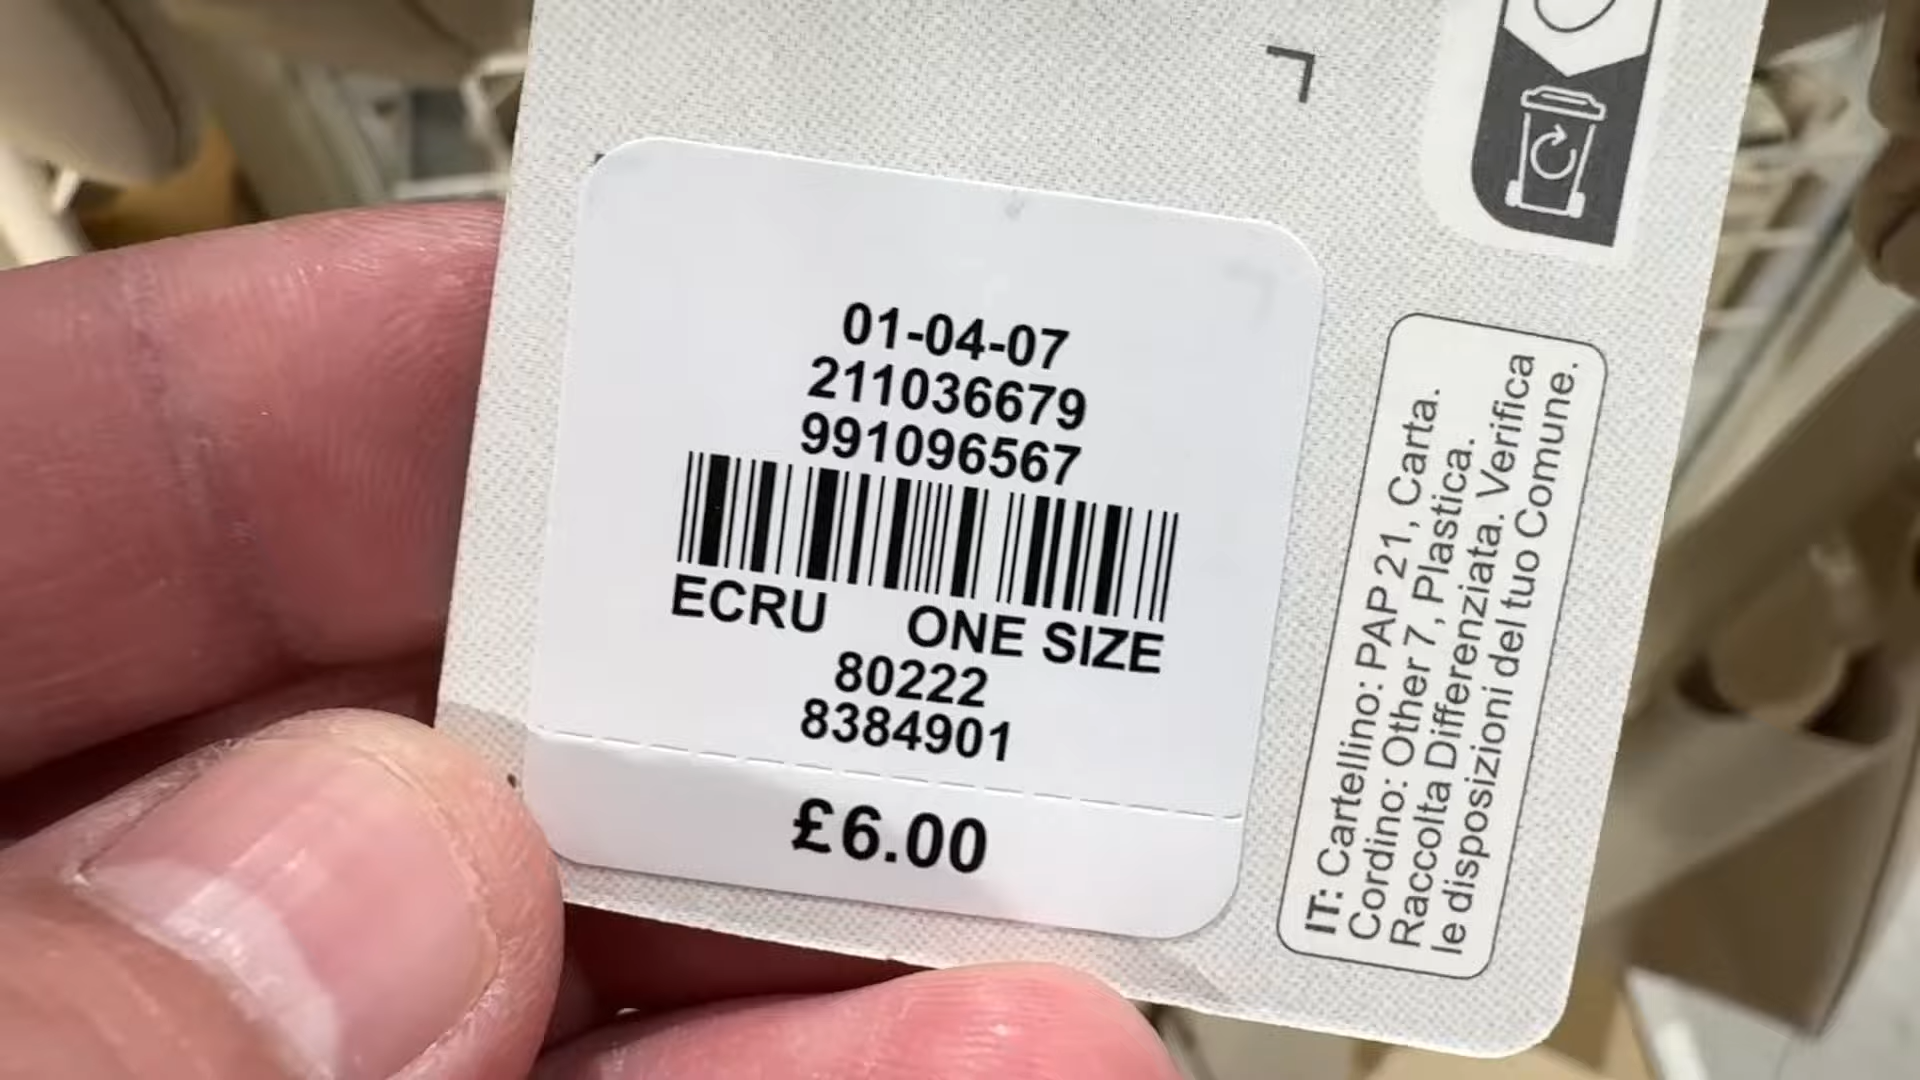 01-04-07
211036679
991096567
ECRU ONE SIZE
80222
8384901
£6.00
IT: Cartellino: PAP 21, Carta.
Cordino: Other 7, Plastica.
Raccolta Differenziata. Verifica
le disposizioni del tuo Comune.